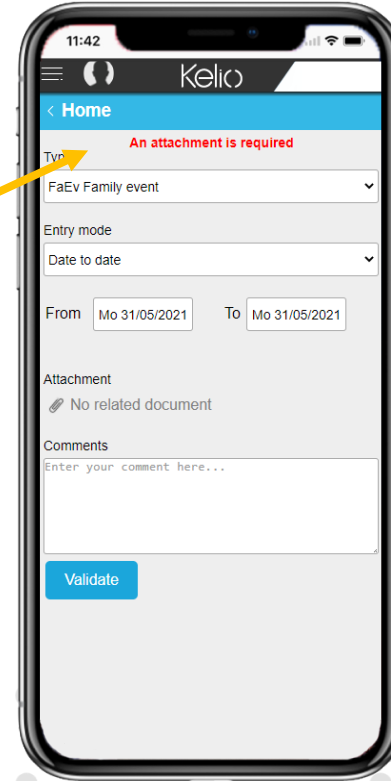 11:42
Kelio
< Home
An attachment is required
Type
FaEv Family event
Entry mode
Date to date
From Mo 31/05/2021 To Mo 31/05/2021
Attachment
No related document
Comments
Enter your comment here...
Validate